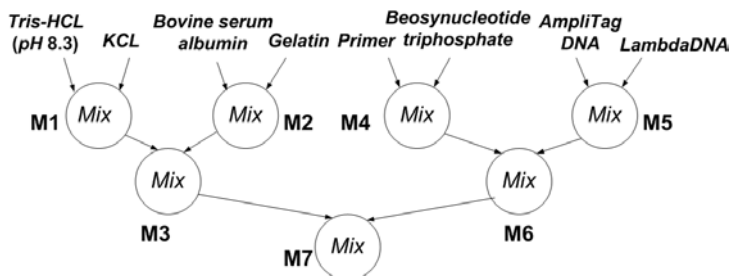 Tris-HCL
(pH 8.3)
KCL
Bovine serum
albumin
Gelatin
Primer
Beosynucleotide
triphosphate
AmpliTag
DNA
LambdaDNA
M1
Mix
Mix
M2
M4
Mix
Mix
M5
Mix
M3
Mix
M6
M7
Mix